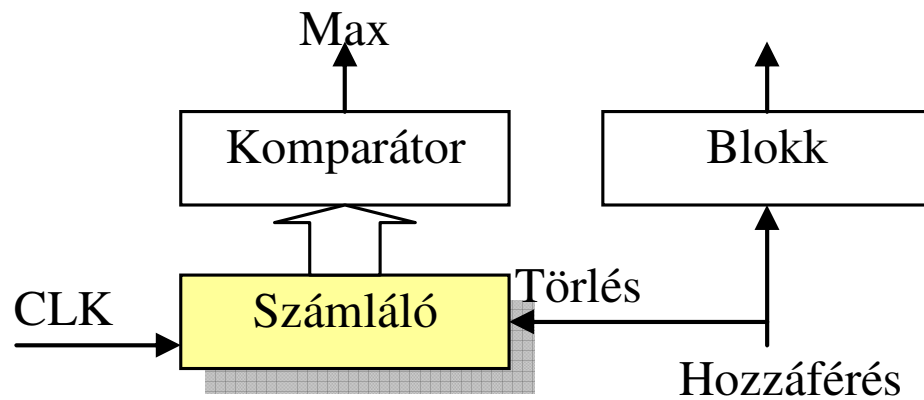 Max
Komparátor
Blokk
CLK
Számláló
Törlés
Hozzáférés